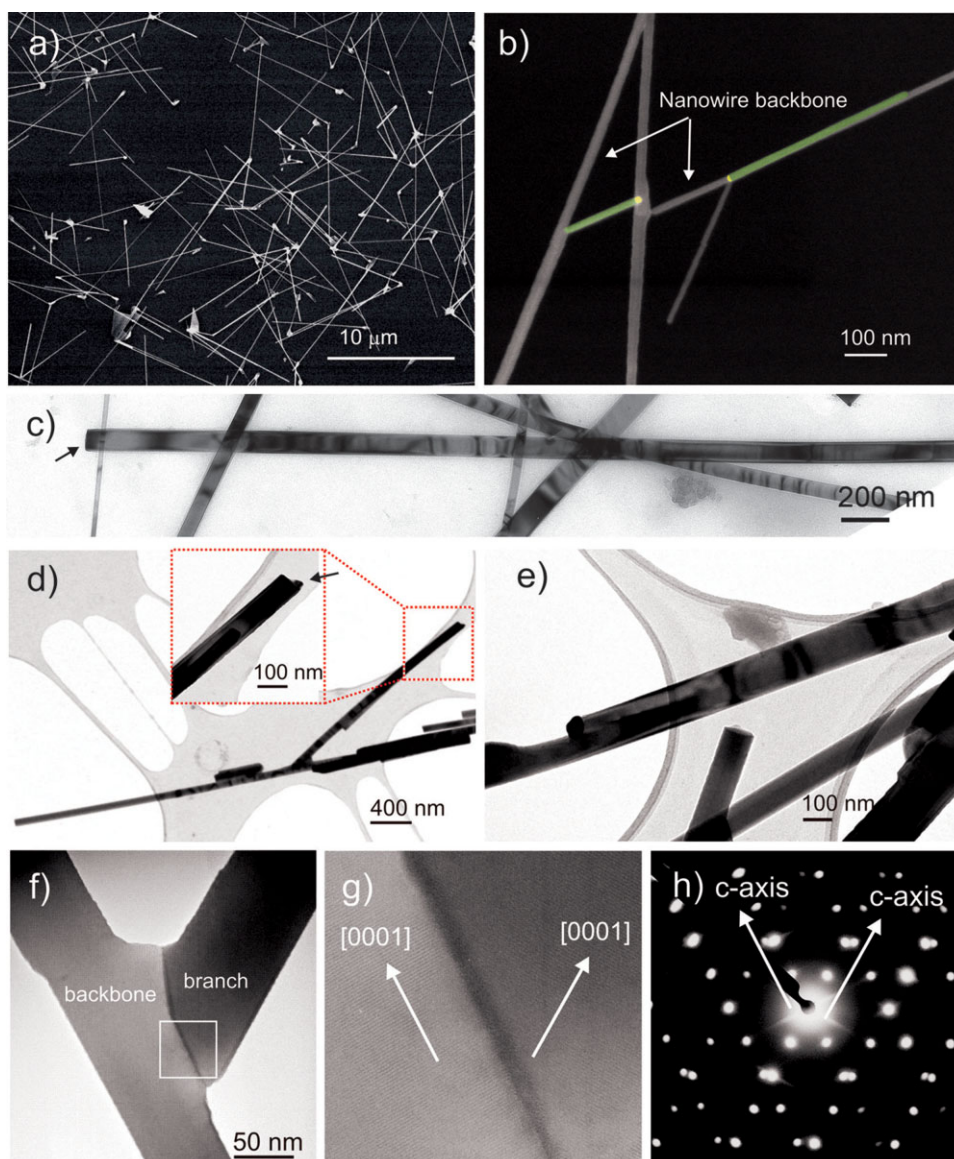 a)
10 μm
b)
Nanowire backbone
100 nm
c)
200 nm
d)
100 nm
400 nm
e)
100 nm
f)
backbone
branch
50 nm
g)
[0001]
[0001]
h)
c-axis
c-axis